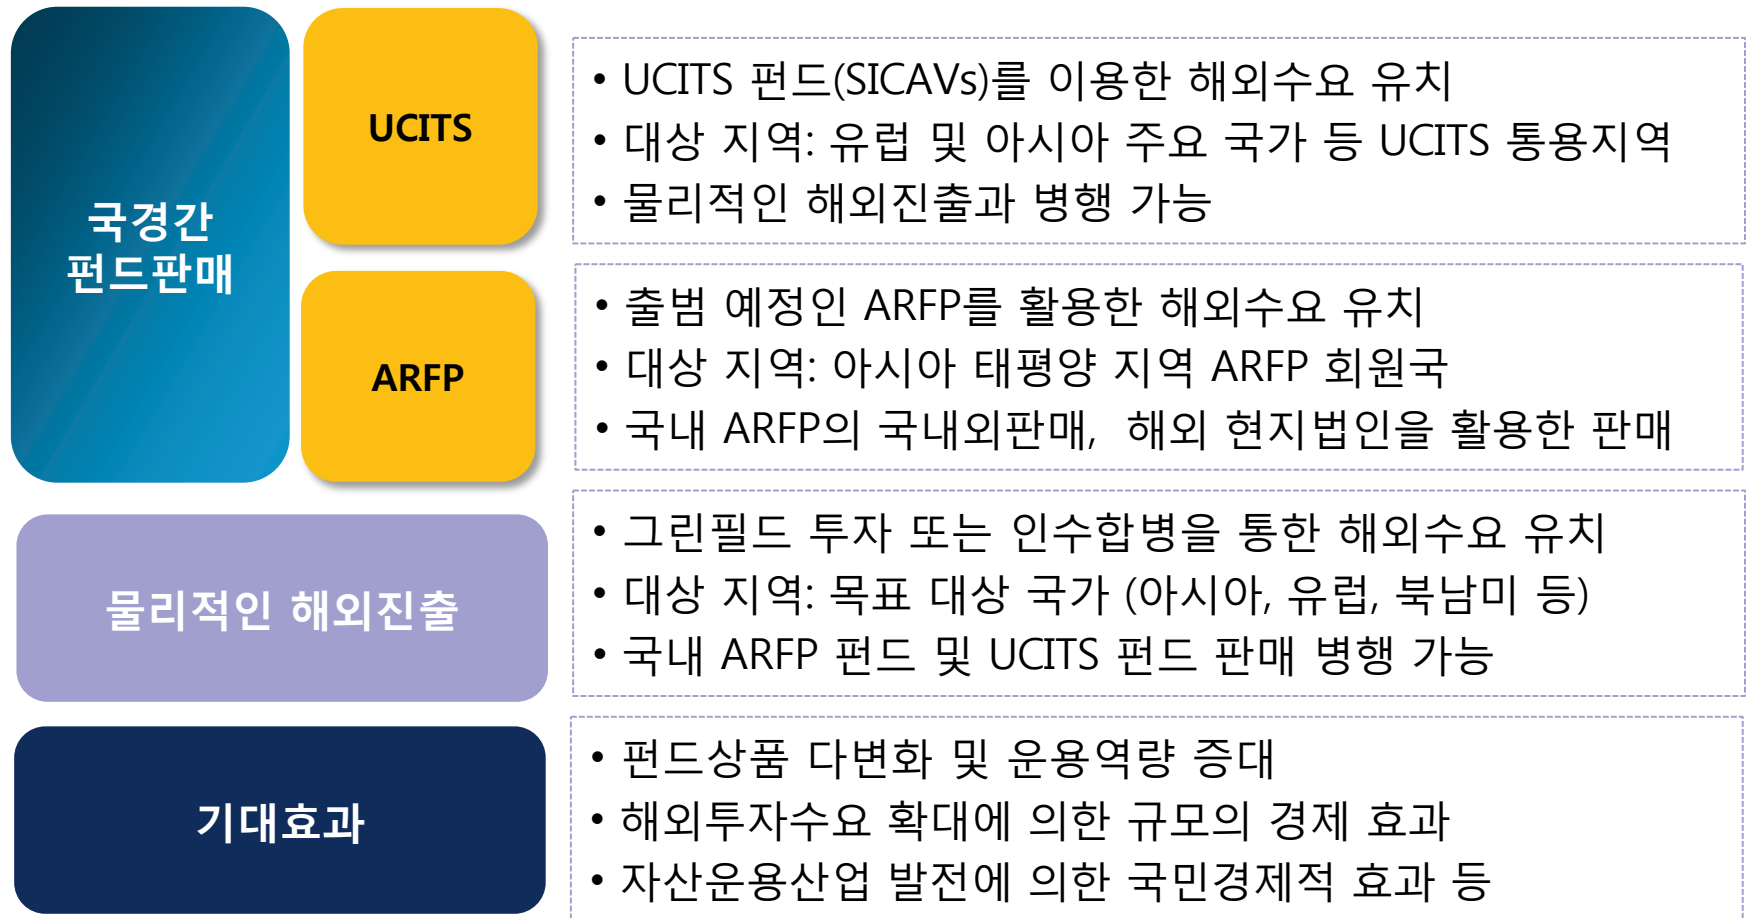 국경간
펀드판매
UCITS
• UCITS 펀드(SICAVs)를 이용한 해외수요 유치
• 대상 지역: 유럽 및 아시아 주요 국가 등 UCITS 통용지역
• 물리적인 해외진출과 병행 가능
ARFP
• 출범 예정인 ARFP를 활용한 해외수요 유치
• 대상 지역: 아시아 태평양 지역 ARFP 회원국
• 국내 ARFP의 국내외판매, 해외 현지법인을 활용한 판매
물리적인 해외진출
• 그린필드 투자 또는 인수합병을 통한 해외수요 유치
• 대상 지역: 목표 대상 국가 (아시아, 유럽, 북남미 등)
• 국내 ARFP 펀드 및 UCITS 펀드 판매 병행 가능
기대효과
• 펀드상품 다변화 및 운용역량 증대
• 해외투자수요 확대에 의한 규모의 경제 효과
• 자산운용산업 발전에 의한 국민경제적 효과 등